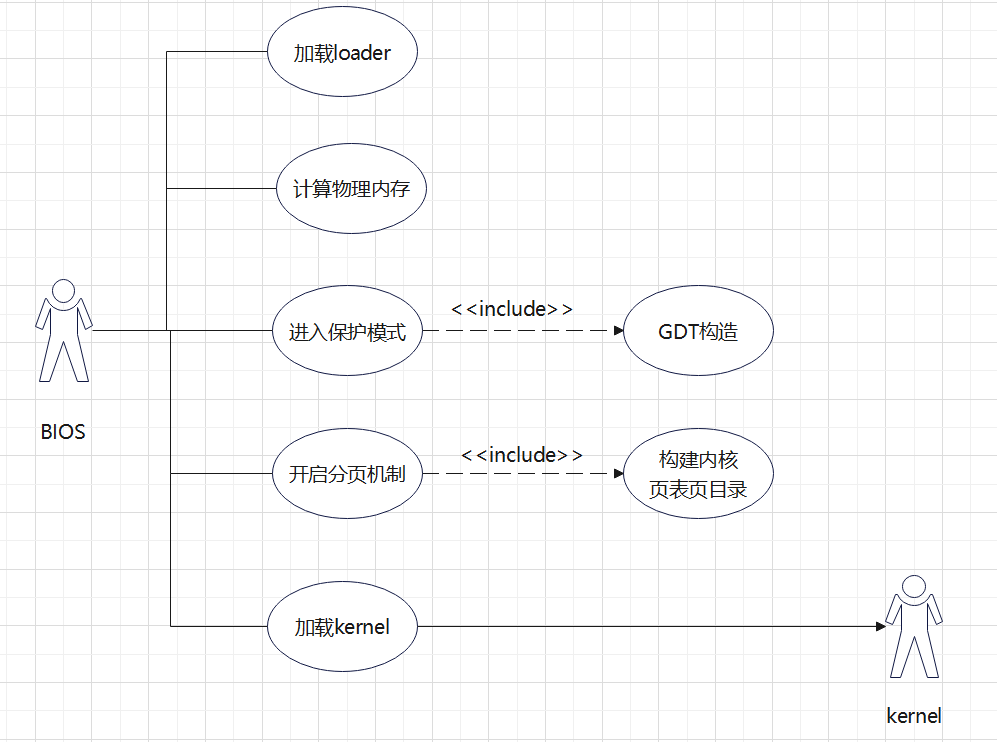 加载loader
计算物理内存
<<include>>
进入保护模式
GDT构造
BIOS
<<include>>
开启分页机制
构建内核
页表页目录
加载kernel
kernel